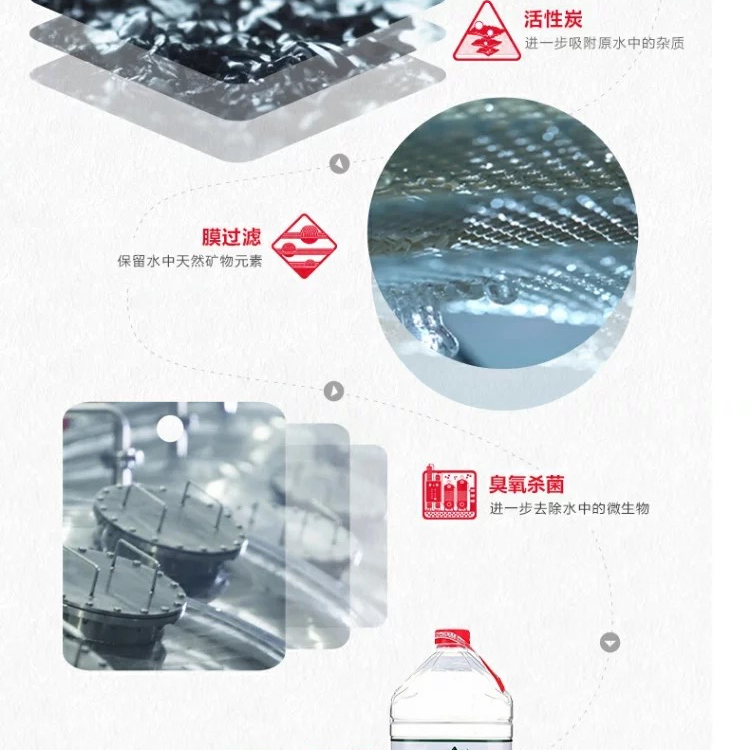 活性炭
进一步吸附原水中的杂质
膜过滤
保留水中天然矿物元素
臭氧杀菌
进一步去除水中的微生物